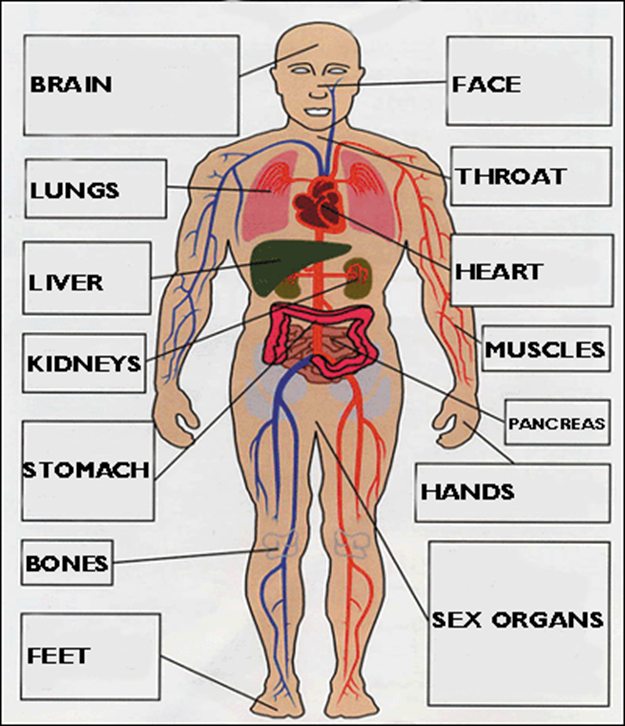 BRAIN
FACE
LUNGS
THROAT
LIVER
HEART
KIDNEYS
MUSCLES
STOMACH
PANCREAS
HANDS
BONES
SEX ORGANS
FEET